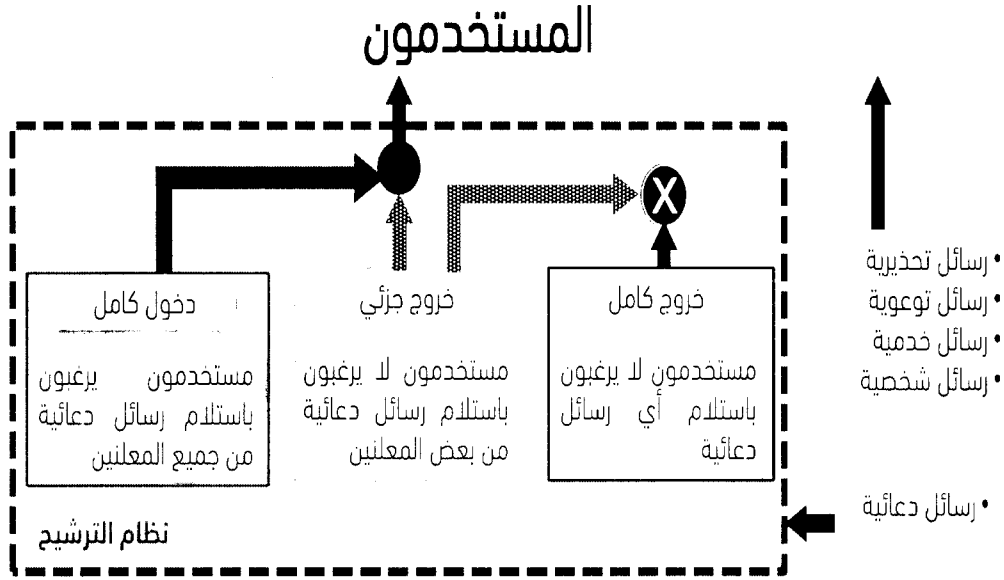 المستخدمون
• رسائل تحذيرية
• رسائل توعوية
• رسائل خدمية
• رسائل شخصية
• رسائل دعائية
X
خروج كامل
مستخدمون لا يرغبون
باستلام أي رسائل
دعائية
خروج جزئي
مستخدمون لا يرغبون
باستلام رسائل دعائية
من بعض المعلنين
دخول كامل
مستخدمون يرغبون
باستلام رسائل دعائية
من جميع المعلنين
نظام الترشيح